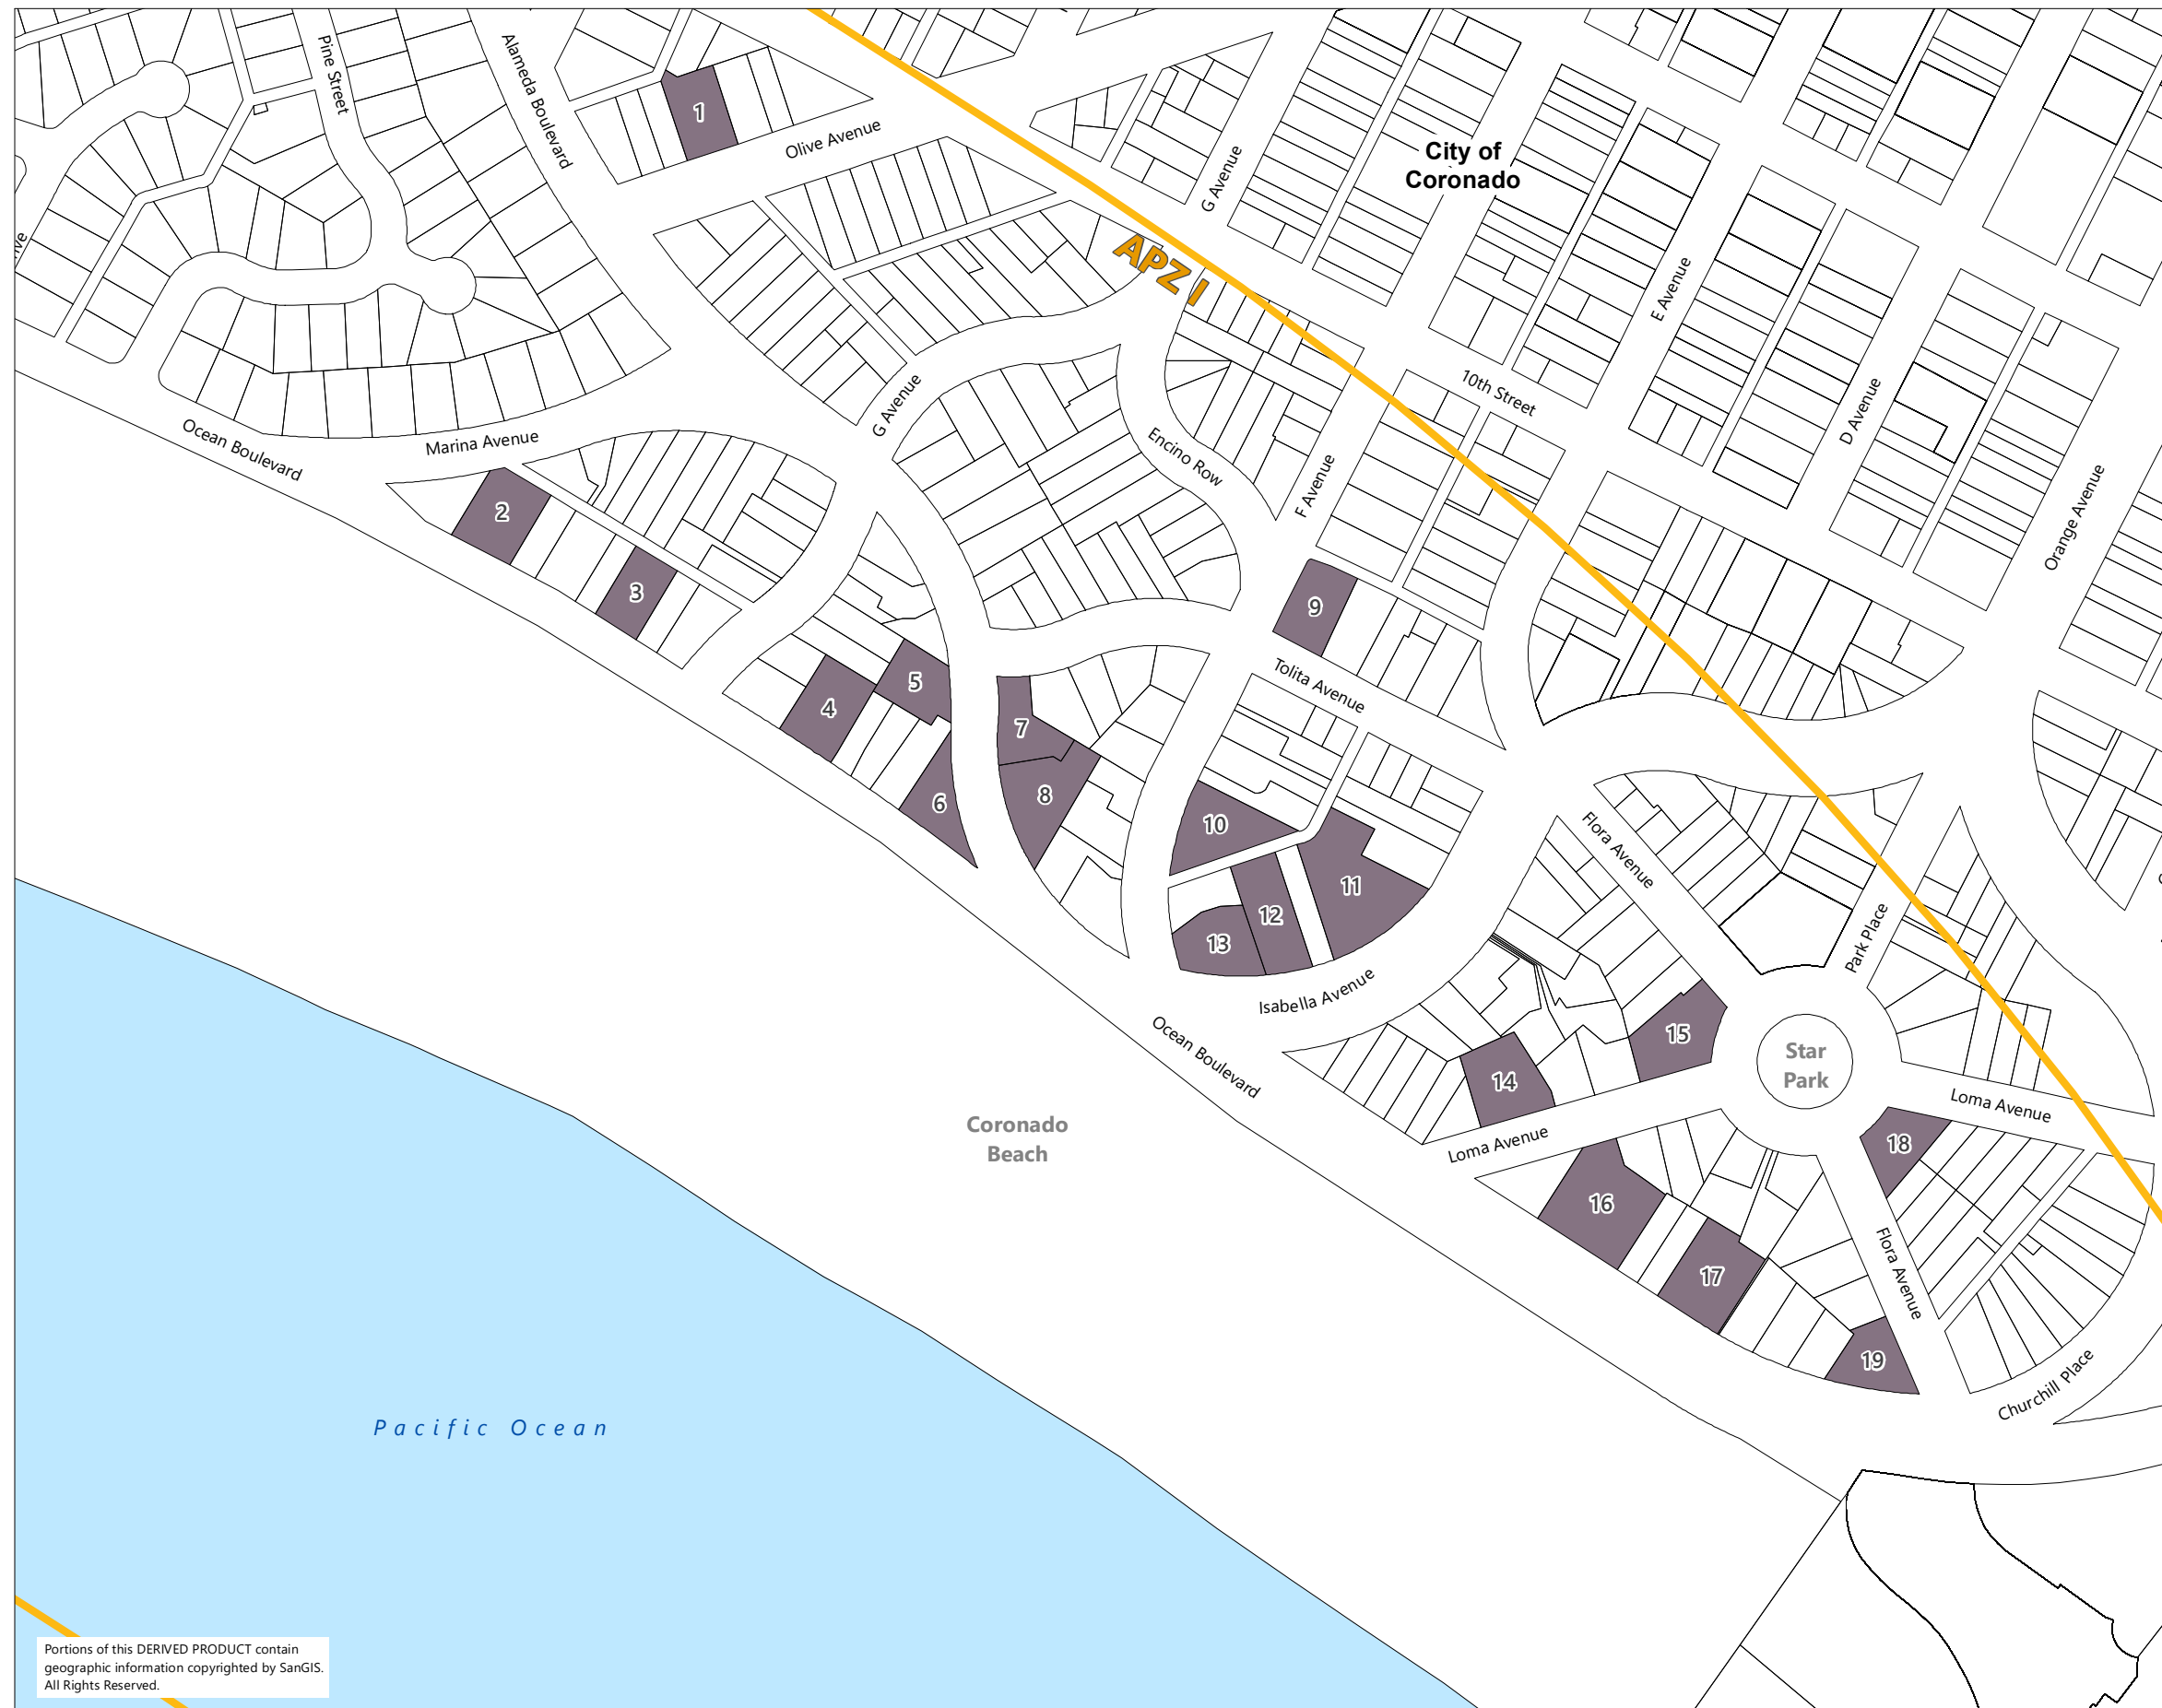 Pine Street
Alameda Boulevard
1
Olive Avenue
City of
Coronado
G Avenue
APZ I
E Avenue
10th Street
D Avenue
Orange Avenue
G Avenue
Ocean Boulevard
Marina Avenue
Encino Row
F Avenue
2
3
9
4
5
Tolita Avenue
7
8
6
10
11
12
13
Flora Avenue
Park Place
Isabella Avenue
Ocean Boulevard
15
14
Star
Park
Coronado
Beach
Loma Avenue
Loma Avenue
18
16
17
Flora Avenue
19
Churchill Place
Pacific Ocean
Portions of this DERIVED PRODUCT contain
geographic information copyrighted by SanGIS.
All Rights Reserved.